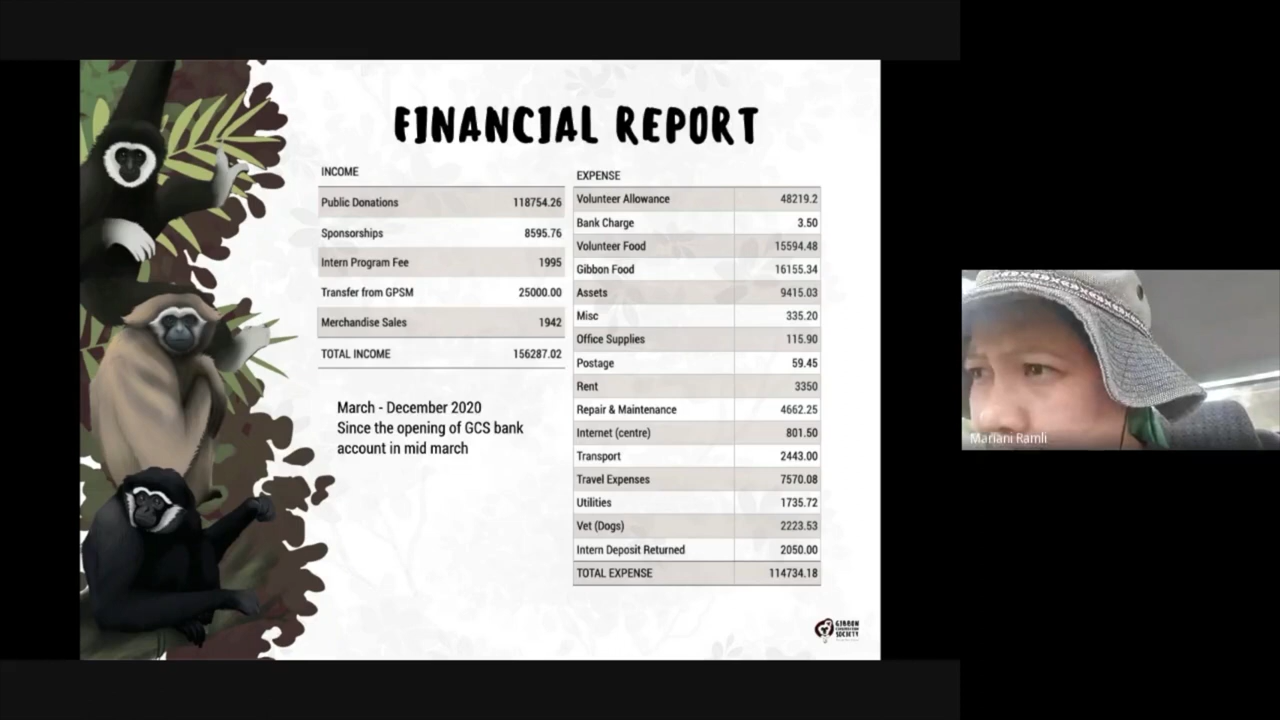 FINANCIAL REPORT
INCOME
Public Donations 118754.26
Sponsorships 8595.76
Intern Program Fee 1995
Transfer from GPSM 25000.00
Merchandise Sales 1942
TOTAL INCOME 156287.02
March - December 2020
Since the opening of GCS bank
account in mid march
EXPENSE
Volunteer Allowance 48219.2
Bank Charge 3.50
Volunteer Food 15594.48
Gibbon Food 16155.34
Assets 9415.03
Misc 335.20
Office Supplies 115.90
Postage 59.45
Rent 3350
Repair & Maintenance 4662.25
Internet (centre) 801.50
Transport 2443.00
Travel Expenses 7570.08
Utilities 1735.72
Vet (Dogs) 2223.53
Intern Deposit Returned 2050.00
TOTAL EXPENSE 114734.18
GIBBON
SOCIETY
Mariani Ramli